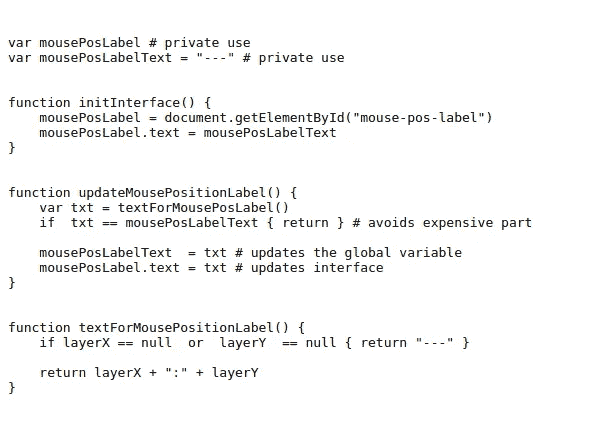 var mousePosLabel # private use
var mousePosLabelText = "---" # private use
function initInterface() {
    mousePosLabel = document.getElementById("mouse-pos-label")
    mousePosLabel.text = mousePosLabelText
}
function updateMousePositionLabel() {
    var txt = textForMousePosLabel()
    if  txt == mousePosLabelText { return } # avoids expensive part
    mousePosLabelText  = txt # updates the global variable
    mousePosLabel.text = txt # updates interface
}
function textForMousePositionLabel() {
    if layerX == null  or  layerY  == null { return "---" }
    return layerX + ":" + layerY
}